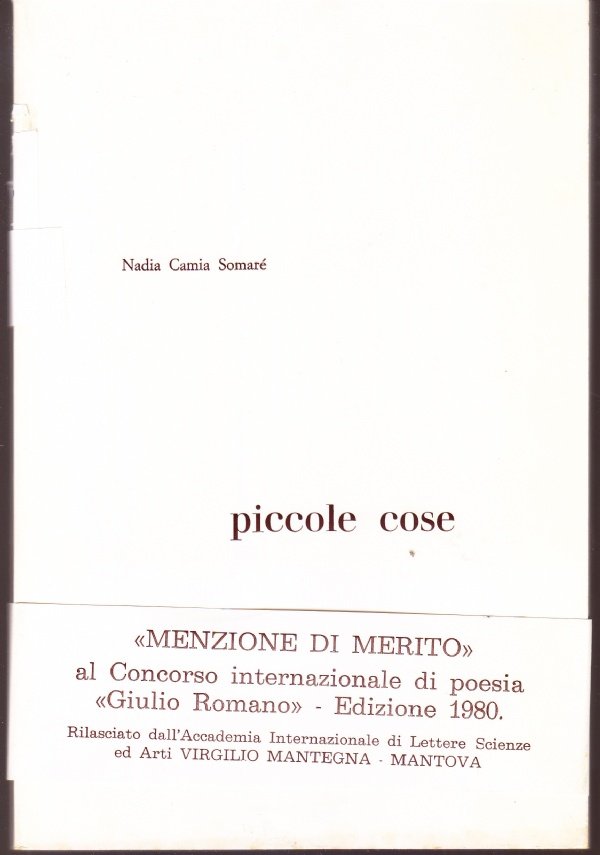 Nadia Camia Somaré
piccole cose
«MENZIONE DI MERITO»
al Concorso internazionale di poesia
«Giulio Romano» - Edizione 1980.
Rilasciato dall'Accademia Internazionale di Lettere Scienze
ed Arti VIRGILIO MANTEGNA - MANTOVA